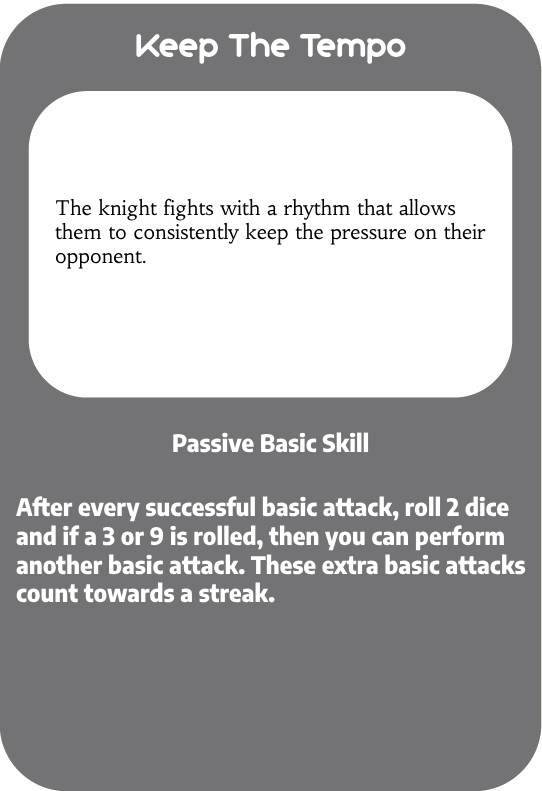 Keep The Tempo
The knight fights with a rhythm that allows
them to consistently keep the pressure on their
opponent.
Passive Basic Skill
After every successful basic attack, roll 2 dice
and if a 3 or 9 is rolled, then you can perform
another basic attack. These extra basic attacks
count towards a streak.